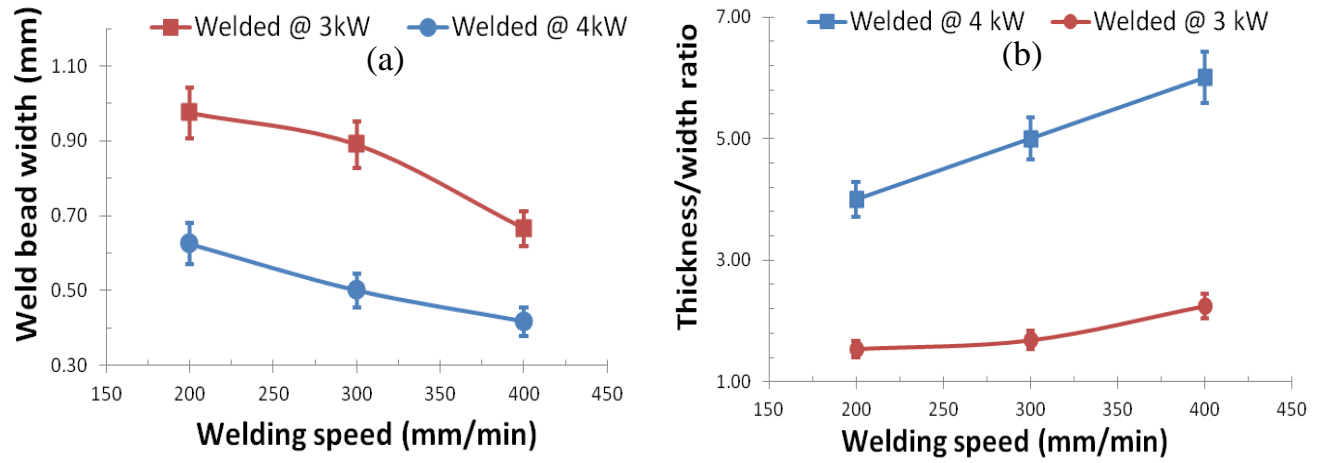 Welded @ 3kW Welded @ 4kW
(a)
Weld bead width (mm)
1.10
0.90
0.70
0.50
0.30
150 200 250 300 350 400 450
Welding speed (mm/min)
Welded @ 4 kW Welded @ 3 kW
(b)
Thickness/width ratio
7.00
5.00
3.00
1.00
150 200 250 300 350 400 450
Welding speed (mm/min)